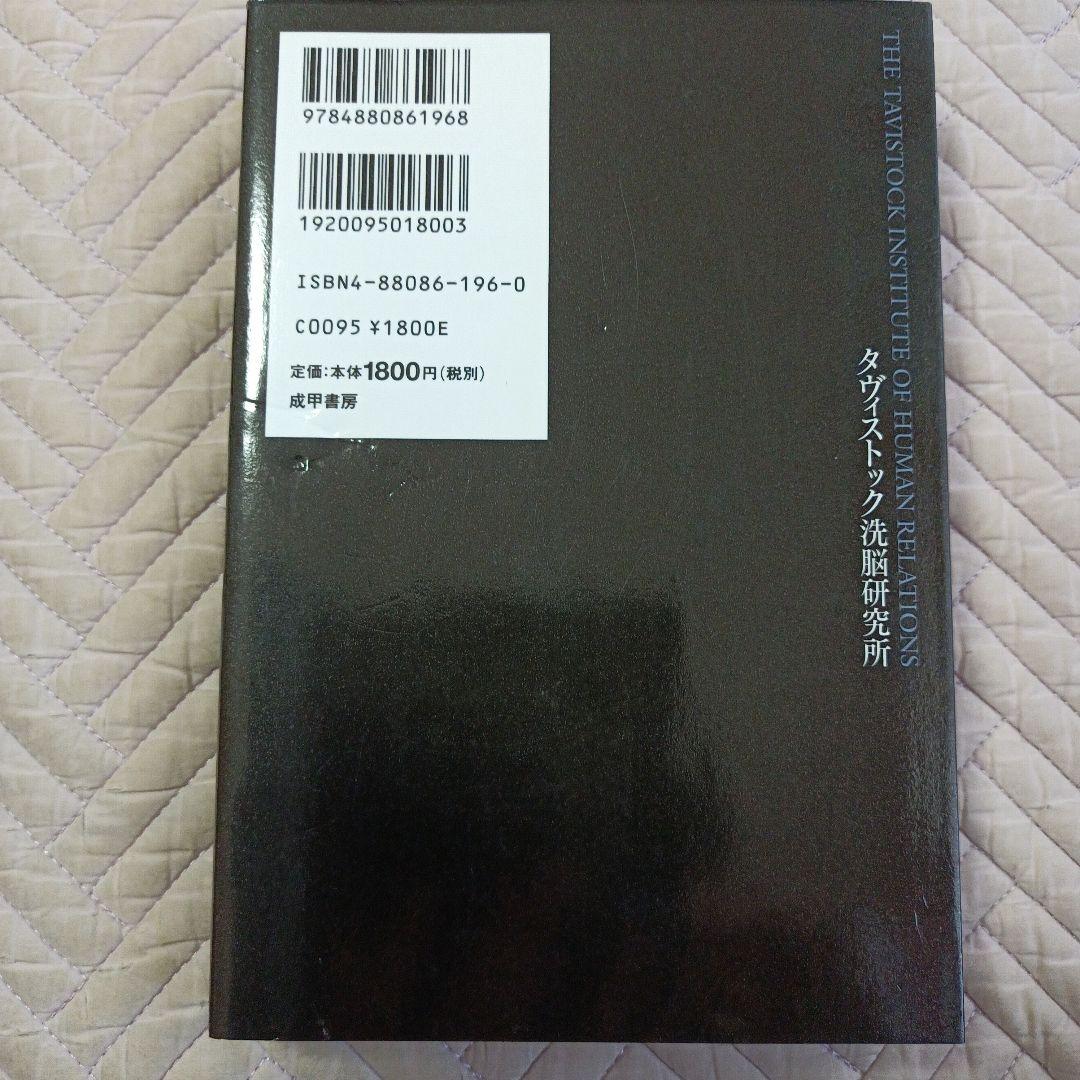 9784880861968
1920095018003
ISBN4-88086-196-0
C0095 ¥1800E
定価:本体1800円(税別)
成甲書房
THE TAVISTOCK INSTITUTE OF HUMAN RELATIONS
タヴィストック洗脳研究所